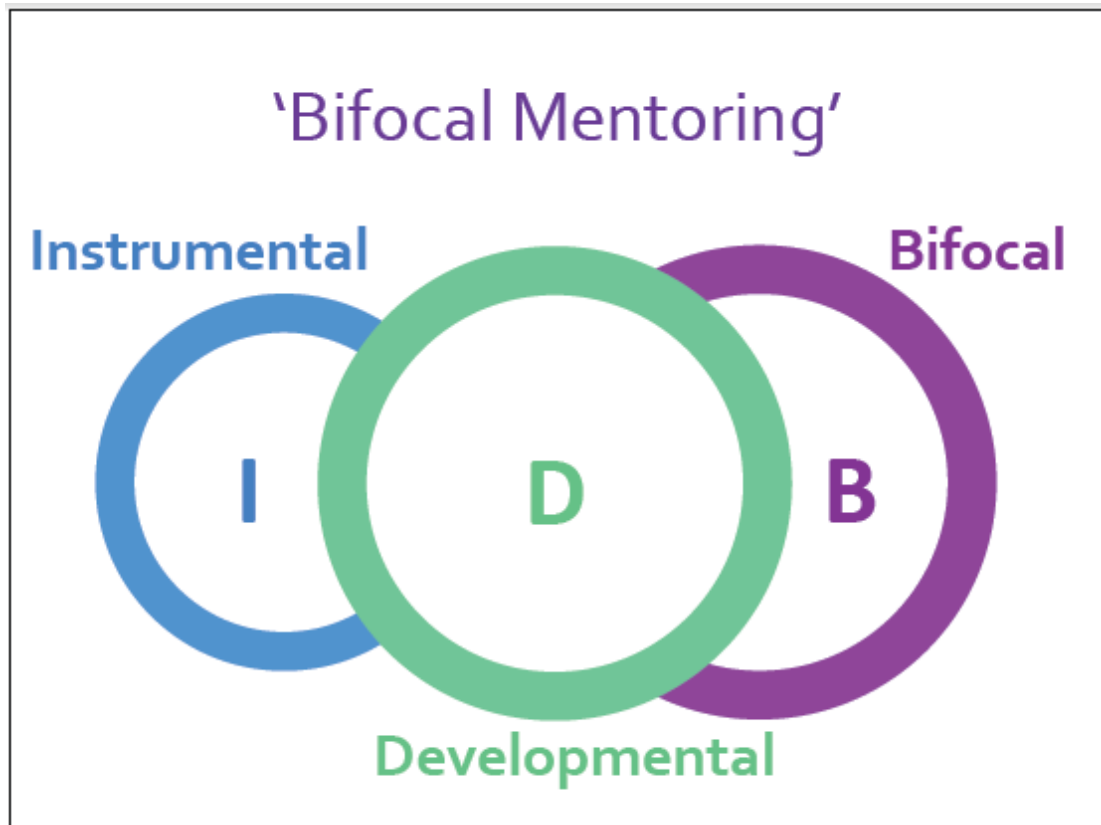 ‘Bifocal Mentoring’
Instrumental
Bifocal
I
D
B
Developmental